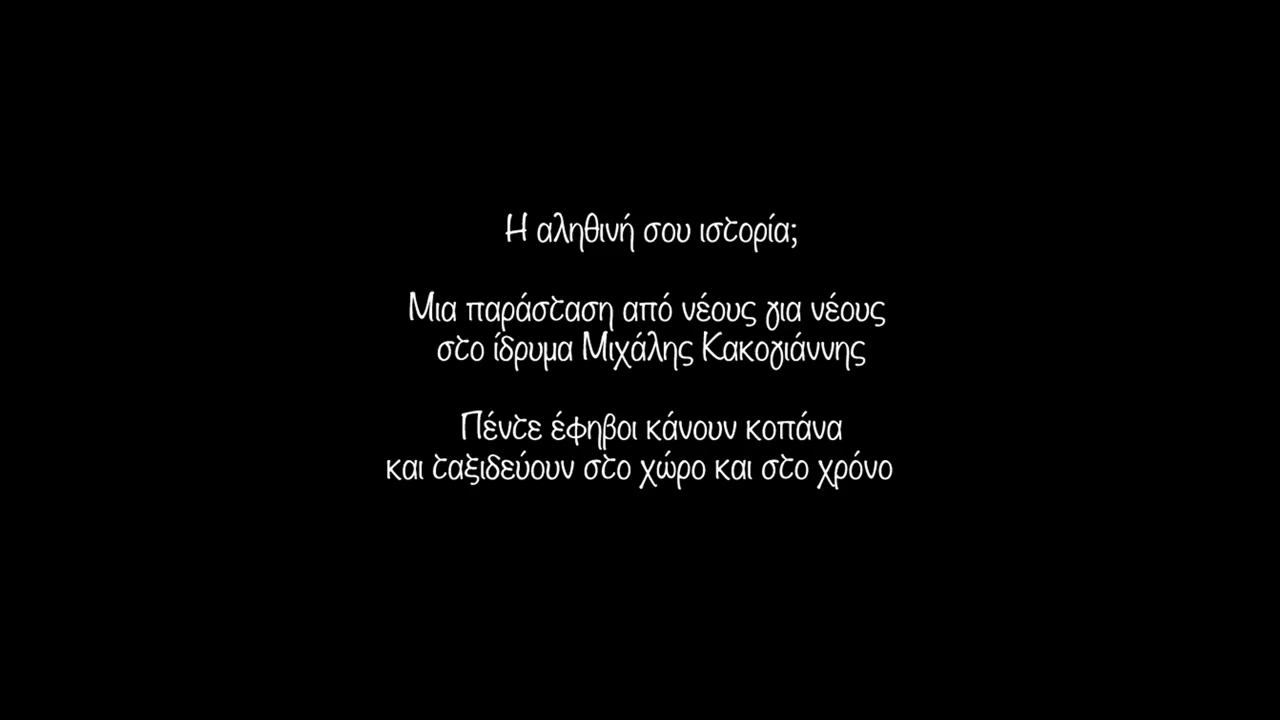 Η αληθινή σου ιστορία;
Μια παράσταση από νέους για νέους
στο ίδρυμα Μιχάλης Κακογιάννης
Πέντε έφηβοι κάνουν κοπάνα
και ταξιδεύουν στο χώρο και στο χρόνο